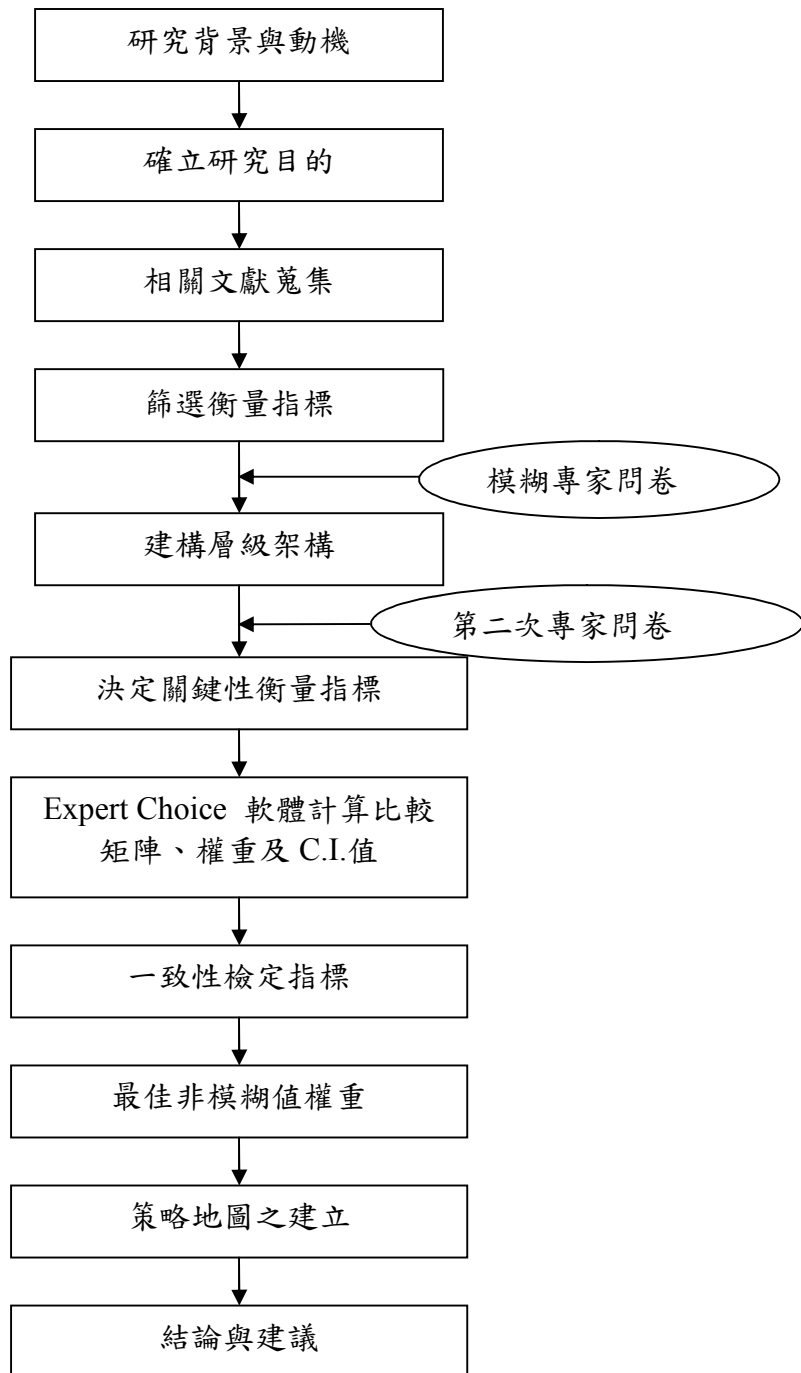 研究背景與動機
確立研究目的
相關文獻蒐集
篩選衡量指標
模糊專家問卷
建構層級架構
第二次專家問卷
決定關鍵性衡量指標
Expert Choice 軟體計算比較
矩陣、權重及 C.I.值
一致性檢定指標
最佳非模糊值權重
策略地圖之建立
結論與建議